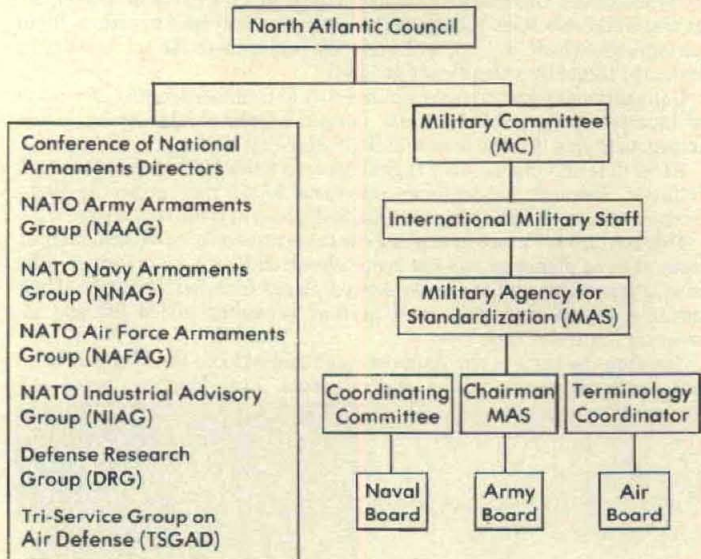 North Atlantic Council
Conference of National
Armaments Directors
NATO Army Armaments
Group (NAAG)
NATO Navy Armaments
Group (NNAG)
NATO Air Force Armaments
Group (NAFAG)
NATO Industrial Advisory
Group (NIAG)
Defense Research
Group (DRG)
Tri-Service Group on
Air Defense (TSGAD)
Military Committee
(MC)
International Military Staff
Military Agency for
Standardization (MAS)
Coordinating
Committee
Chairman
MAS
Terminology
Coordinator
Naval
Board
Army
Board
Air
Board